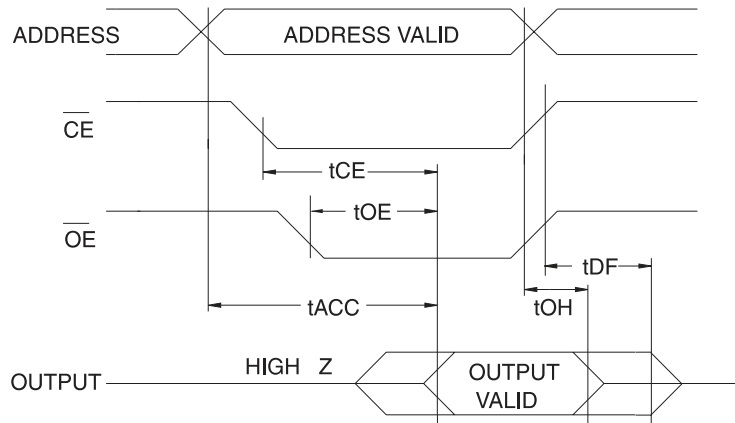 ADDRESS
ADDRESS VALID
CE
tCE
OE
tOE
tDF
tACC
tOH
HIGH Z
OUTPUT
OUTPUT
VALID